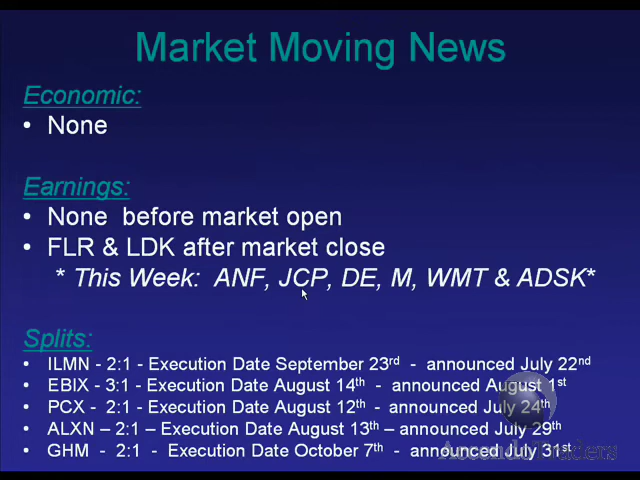 Market Moving News
Economic:
• None
Earnings:
• None before market open
• FLR & LDK after market close
* This Week: ANF, JCP, DE, M, WMT & ADSK*
Splits:
• ILMN - 2:1 - Execution Date September 23rd - announced July 22nd
• EBIX - 3:1 - Execution Date August 14th - announced August 1st
• PCX - 2:1 - Execution Date August 12th - announced July 24th
• ALXN – 2:1 – Execution Date August 13th – announced July 29th
• GHM - 2:1 - Execution Date October 7th - announced July 31st
AscendaTraders